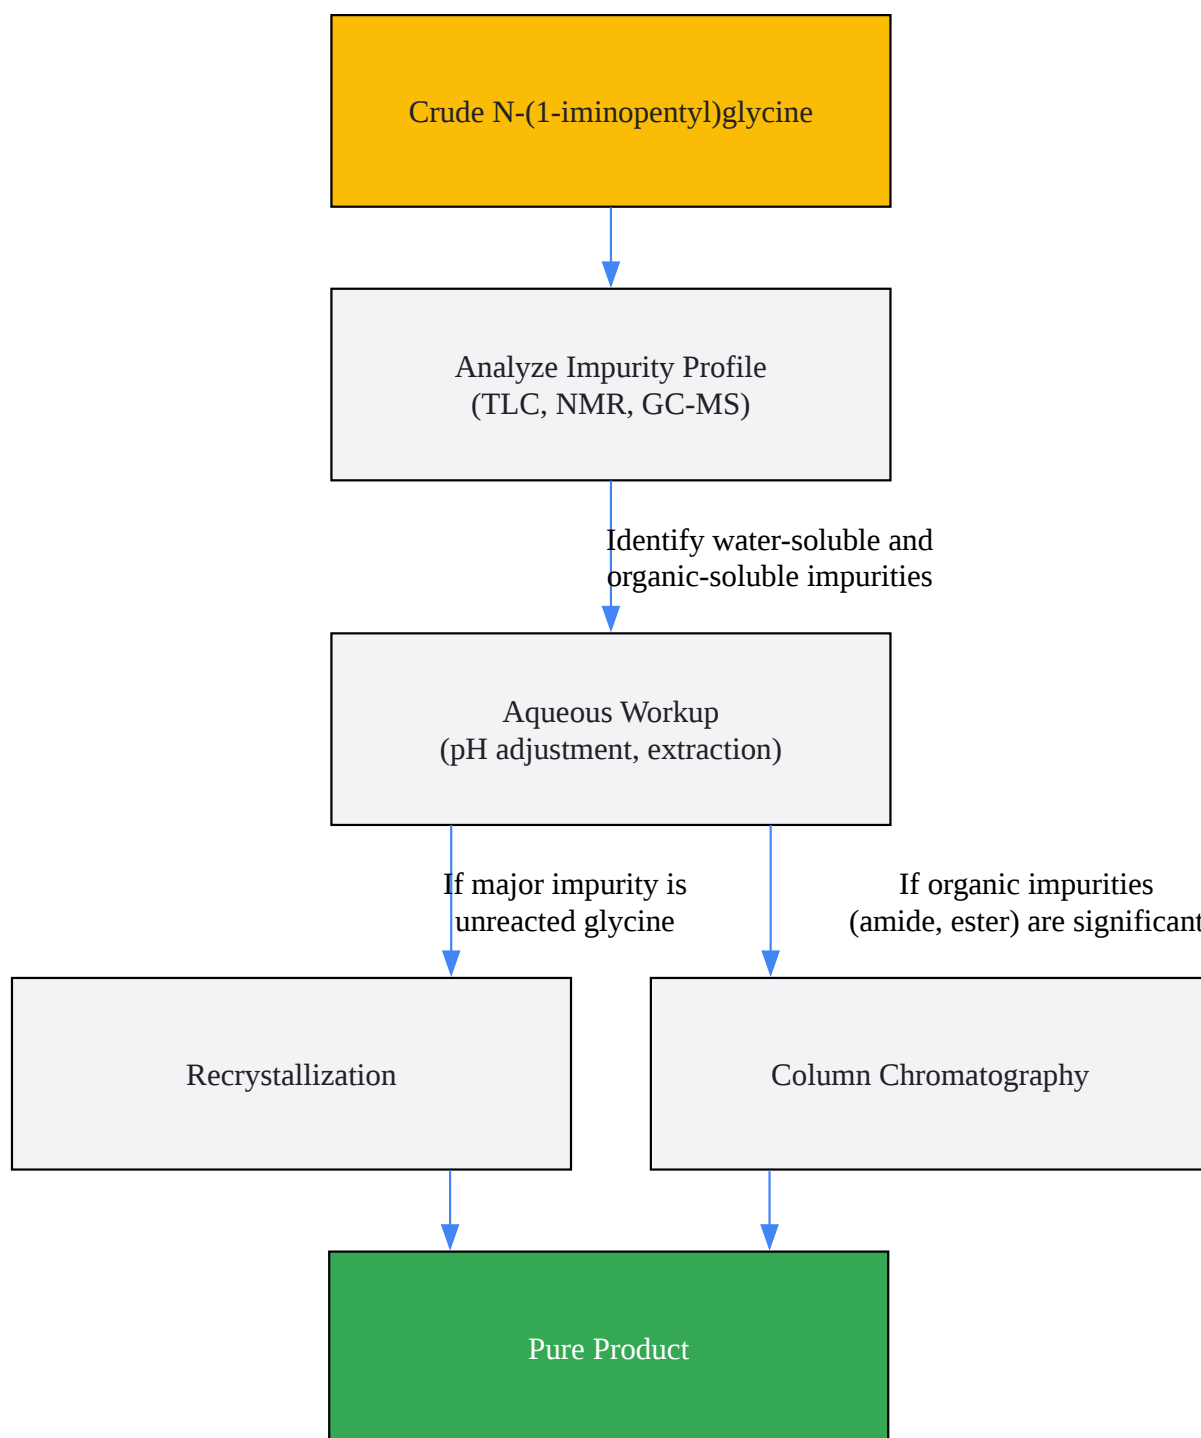 Crude N-(1-iminopentyl)glycine
Analyze Impurity Profile
(TLC, NMR, GC-MS)
Identify water-soluble and
organic-soluble impurities
Aqueous Workup
(pH adjustment, extraction)
If major impurity is
unreacted glycine
If organic impurities
(amide, ester) are significant
Recrystallization
Column Chromatography
Pure Product